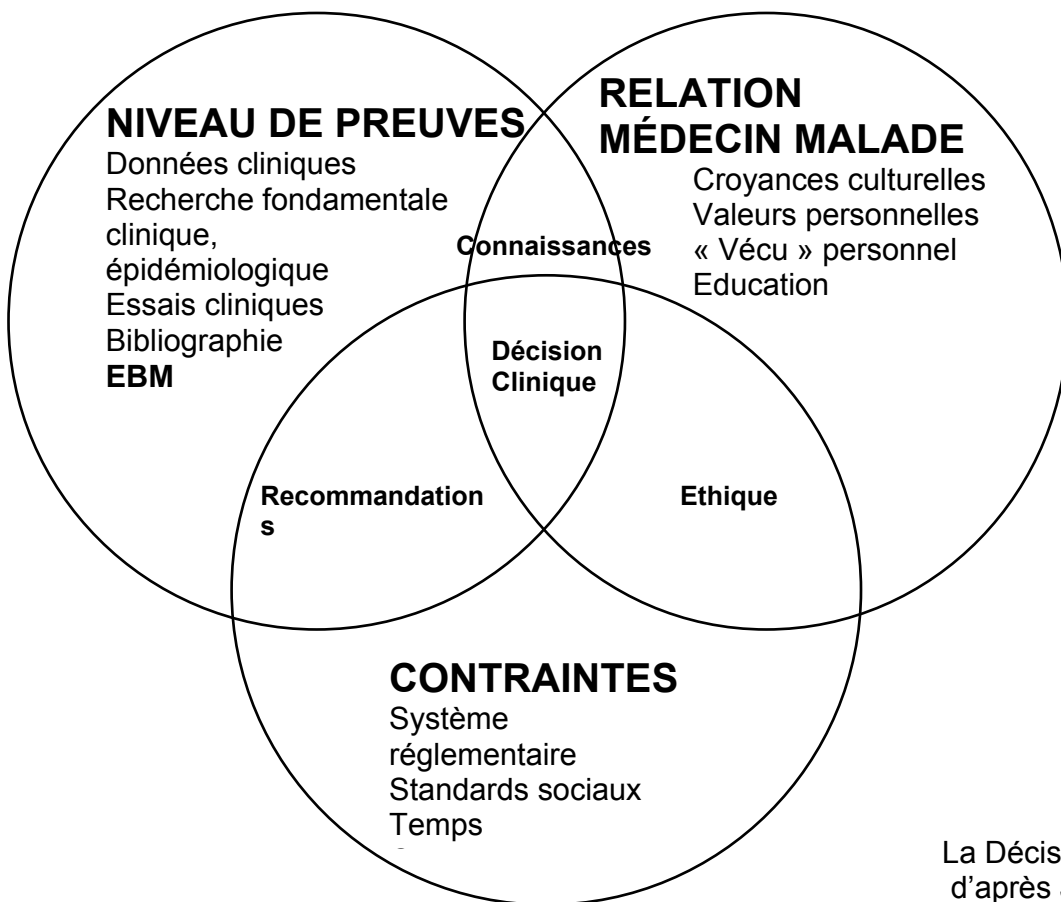 NIVEAU DE PREUVES
Données cliniques
Recherche fondamentale
clinique,
épidémiologique
Essais cliniques
Bibliographie
EBM
RELATION
MÉDECIN MALADE
Croyances culturelles
Valeurs personnelles
« Vécu » personnel
Education
Connaissances
Décision
Clinique
Recommandation
s
Ethique
CONTRAINTES
Système
réglementaire
Standards sociaux
Temps
La Décis
d’après